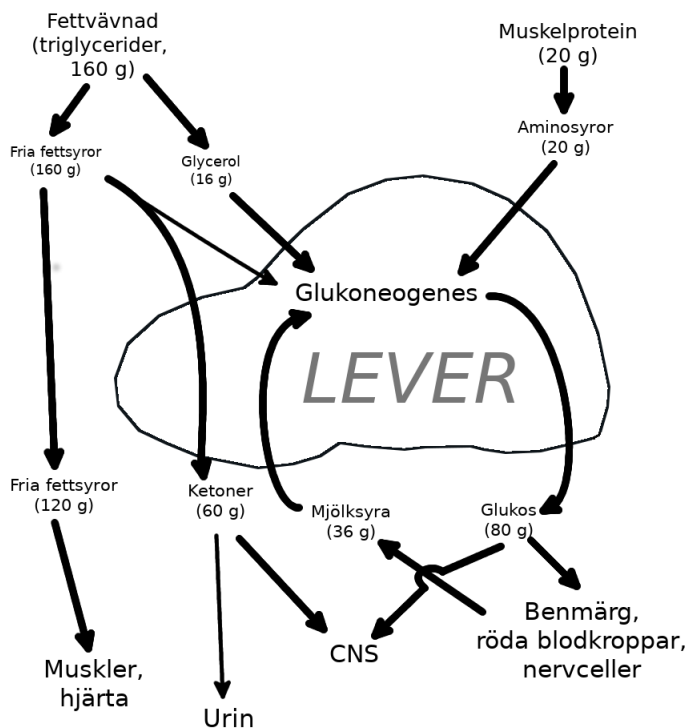 Fettvävnad
(triglycerider,
160 g)
Muskelprotein
(20 g)
Aminosyror
(20 g)
Fria fettsyror
(160 g)
Glycerol
(16 g)
Glukoneogenes
LEVER
Fria fettsyror
(120 g)
Ketoner
(60 g)
Mjölksyra
(36 g)
Glukos
(80 g)
Benmärg,
röda blodkroppar,
nervceller
CNS
Muskler,
hjärta
Urin